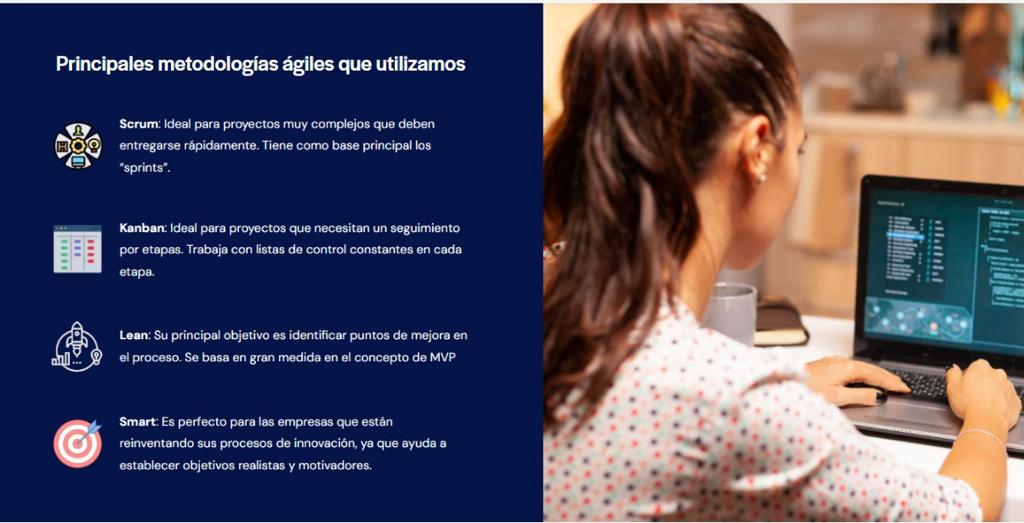 Principales metodologías ágiles que utilizamos
Scrum: Ideal para proyectos muy complejos que deben
entregarse rápidamente. Tiene como base principal los
“sprints”.
Kanban: Ideal para proyectos que necesitan un seguimiento
por etapas. Trabaja con listas de control constantes en cada
etapa.
Lean: Su principal objetivo es identificar puntos de mejora en
el proceso. Se basa en gran medida en el concepto de MVP
Smart: Es perfecto para las empresas que están
reinventando sus procesos de innovación, ya que ayuda a
establecer objetivos realistas y motivadores.